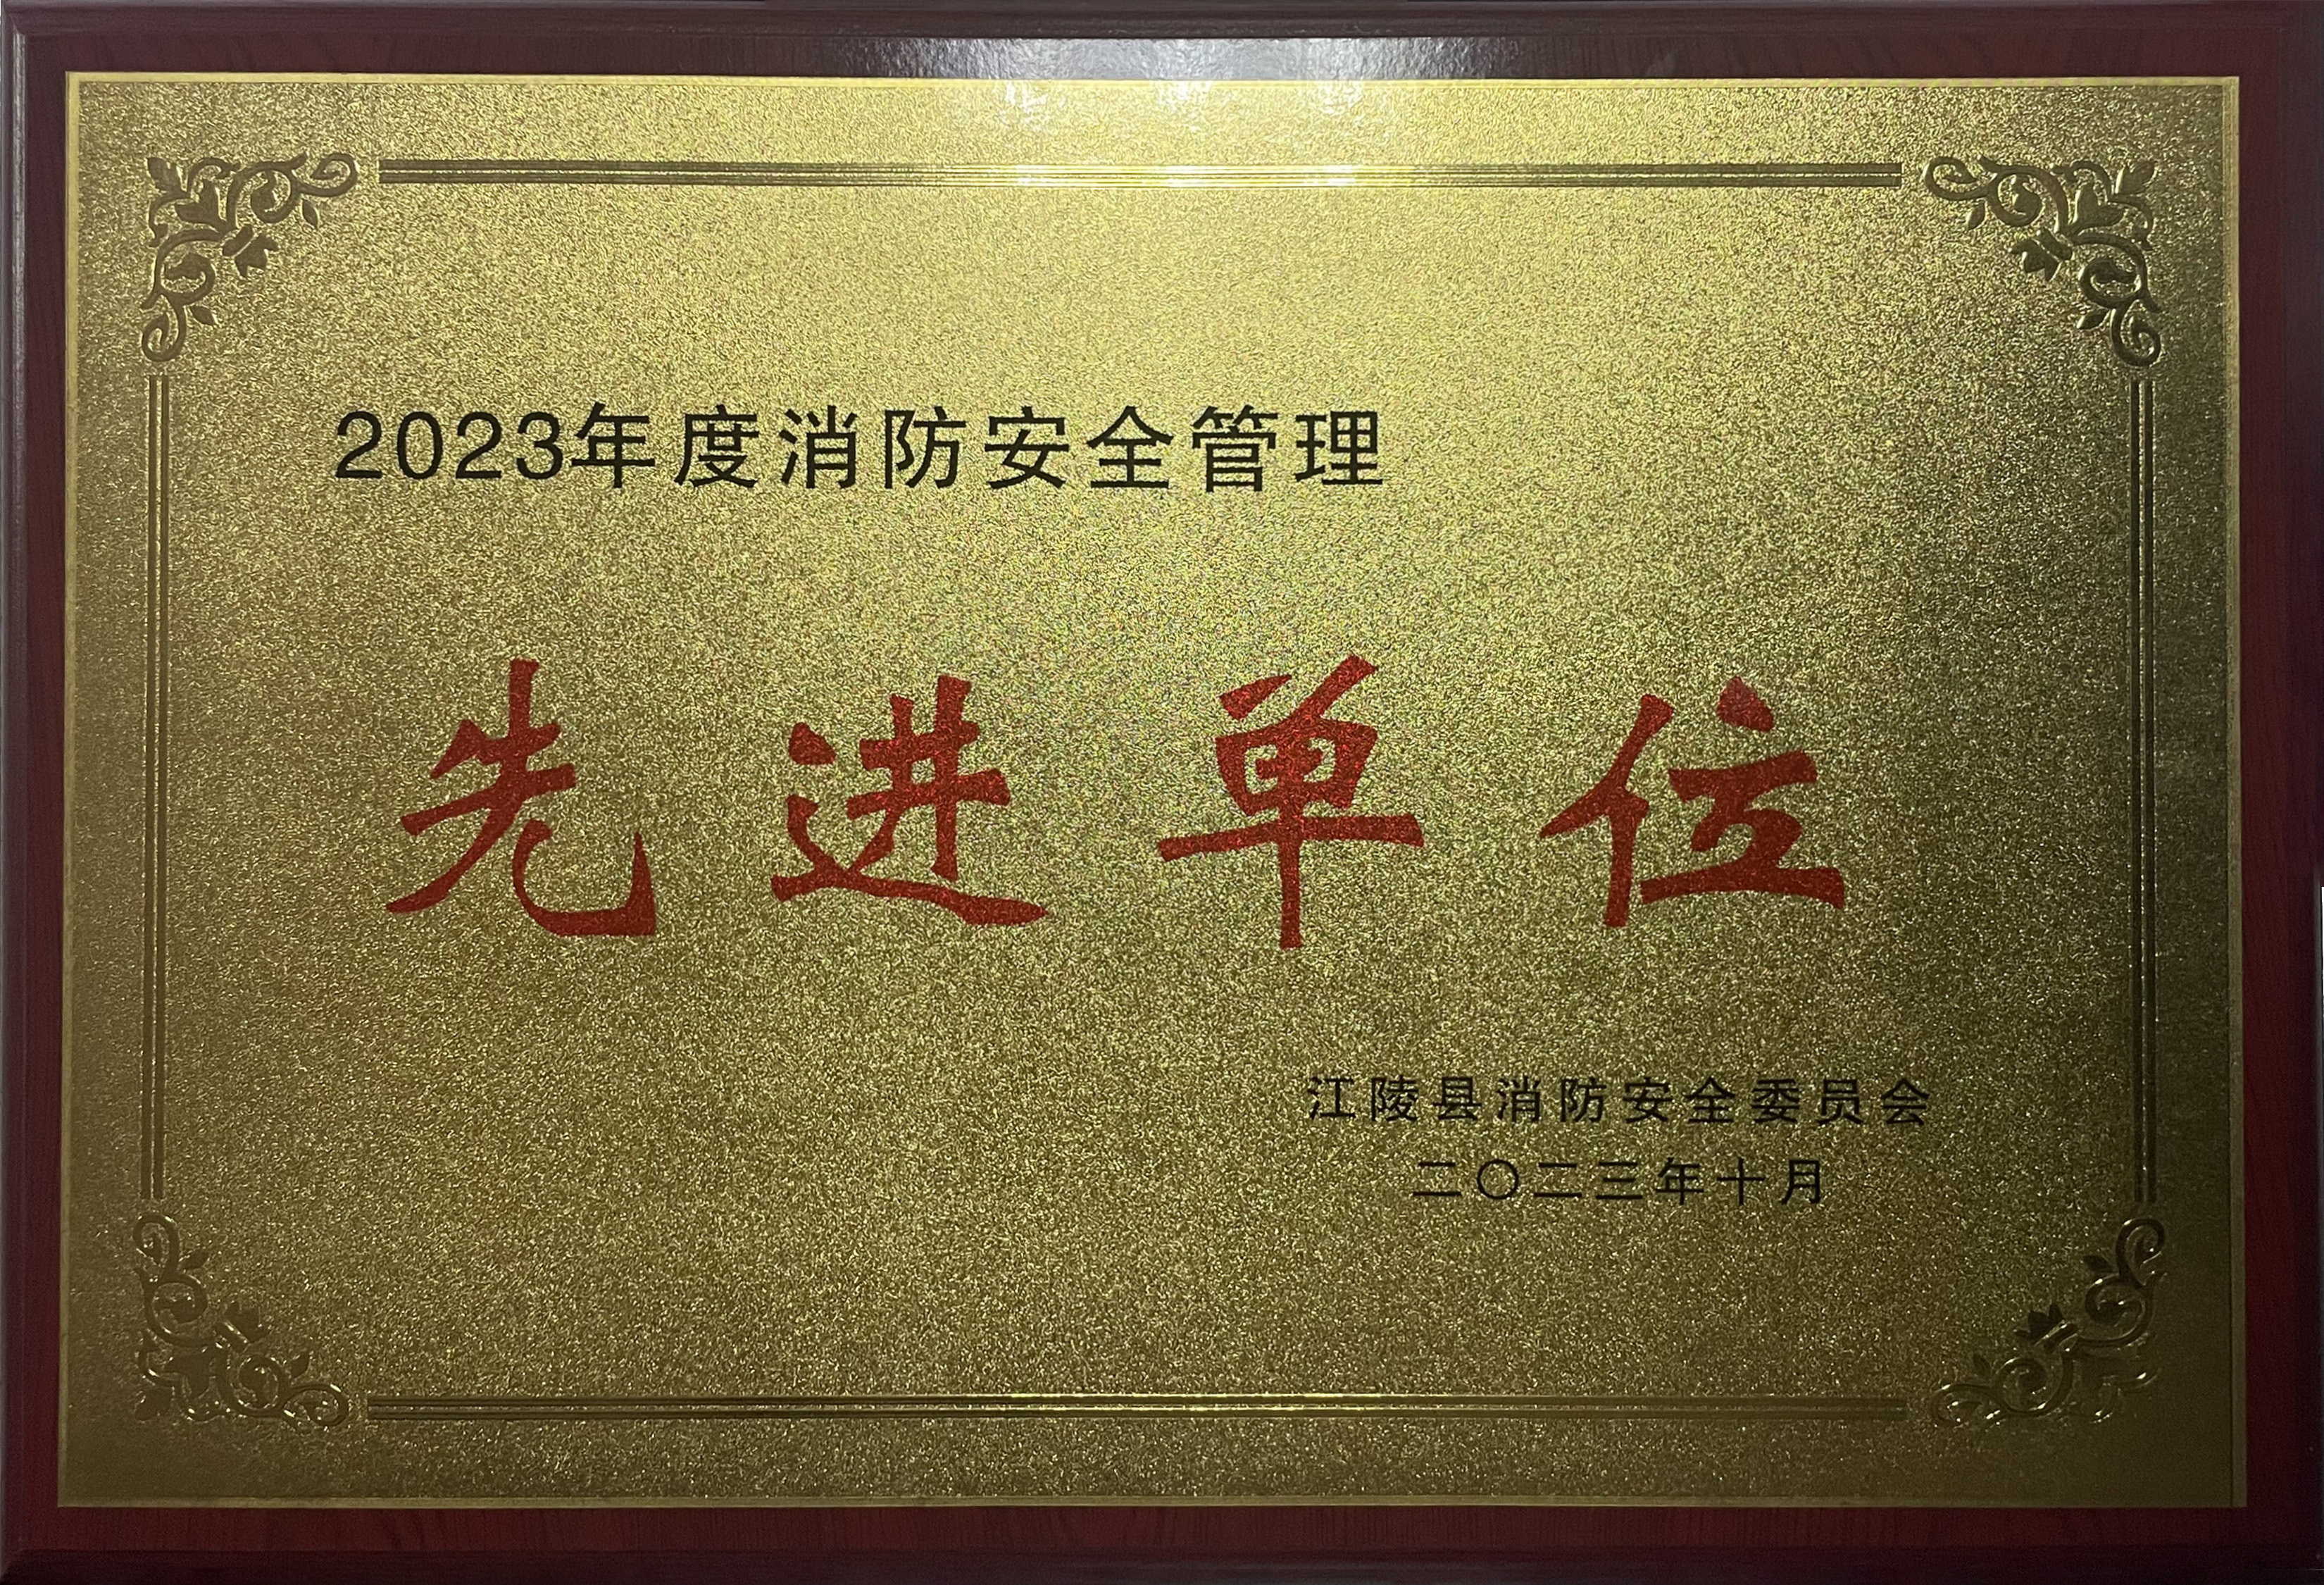 2023年度消防安全管理
先进单位
江陵县消防安全委员会
二〇二三年十月